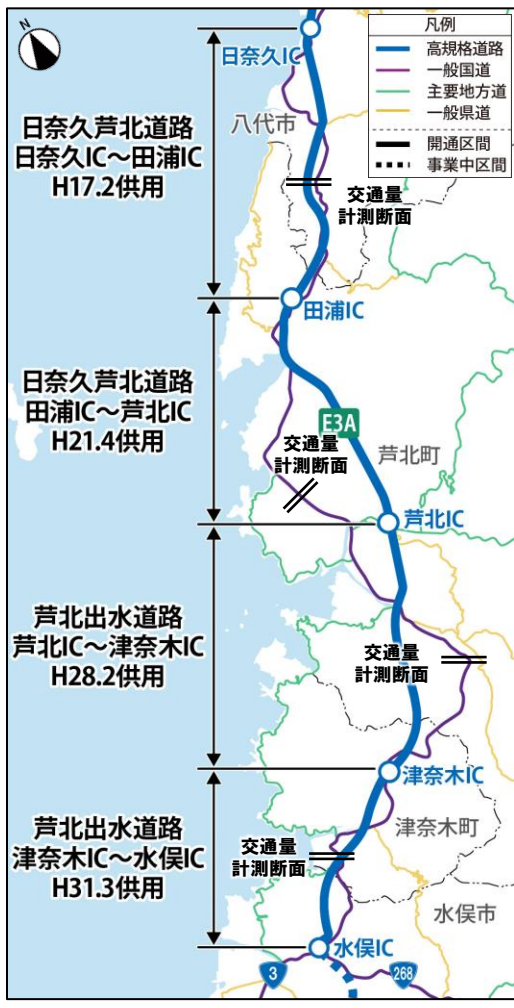 N
凡例
高規格道路
一般国道
主要地方道
一般県道
開通区間
事業中区間
日奈久IC
八代市
日奈久芦北道路
日奈久IC～田浦IC
H17.2供用
交通量
計測断面
田浦IC
日奈久芦北道路
田浦IC～芦北IC
H21.4供用
E3A
交通量
計測断面
芦北町
芦北IC
芦北出水道路
芦北IC～津奈木IC
H28.2供用
交通量
計測断面
津奈木IC
芦北出水道路
津奈木IC～水俣IC
H31.3供用
津奈木町
交通量
計測断面
水俣市
水俣IC
3
268